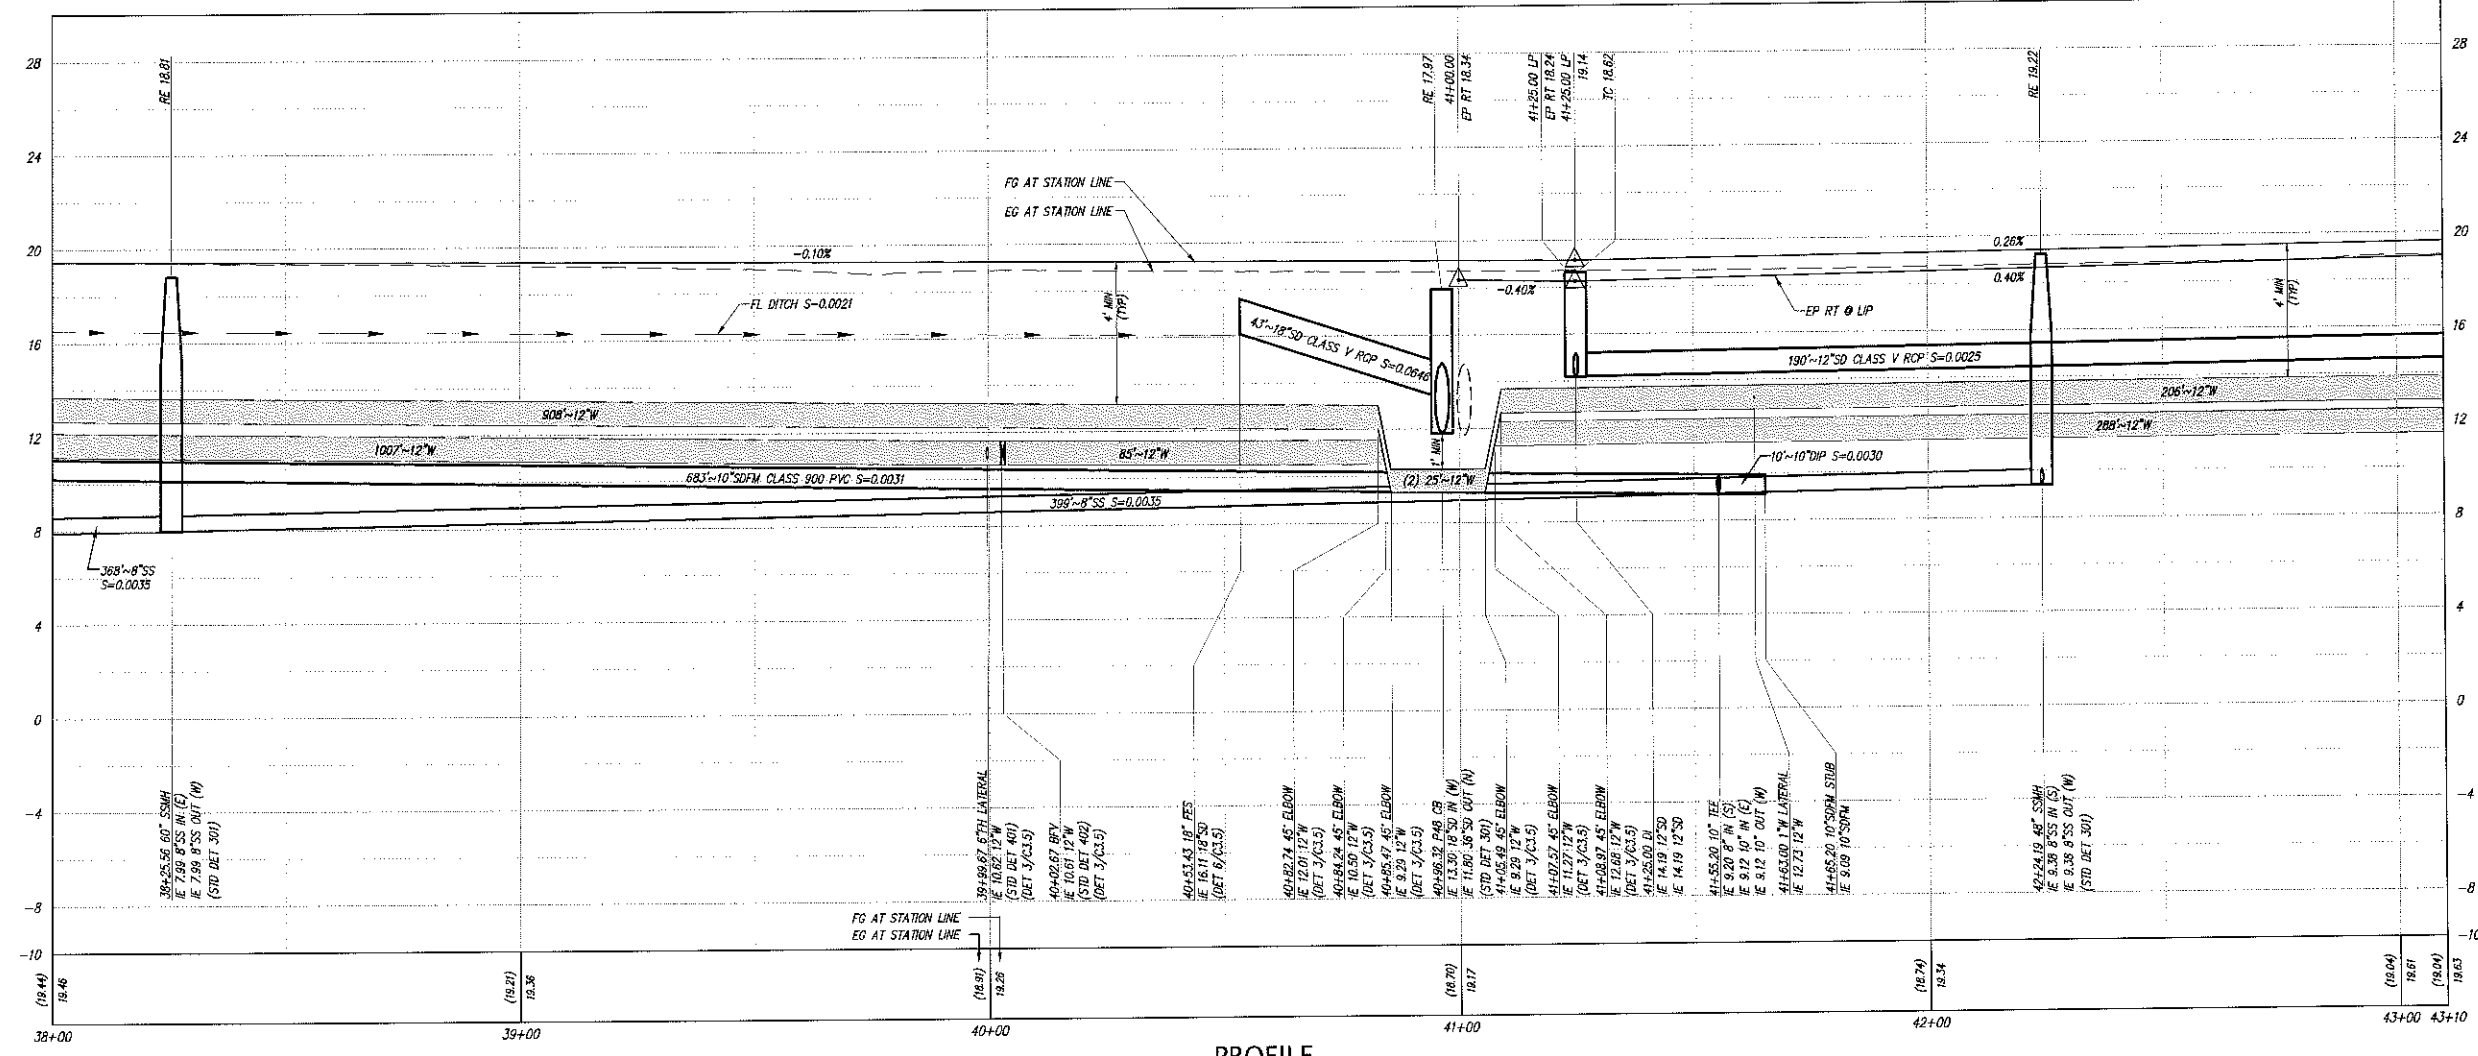 28
24
20
16
12
8
4
0
-4
-8
-10
28
24
20
16
12
8
4
0
-4
-8
-10
RE 18.81
RE 17.97
41+00.00
EP RT 18.34
41+25.00 LP
EP RT 18.24
41+25.00 LP
19.14
TC 18.62
RE 19.22
FG AT STATION LINE
EG AT STATION LINE
-0.10%
0.26%
-0.40%
0.40%
FL DITCH S=0.0021
4' MIN
(TYP)
4' MIN
(TYP)
EP RT @ LIP
43'~18"SD CLASS V RCP S=0.0646
190'~12"SD CLASS V RCP S=0.0025
908'~12"W
206'~12"W
1007'~12"W
85'~12"W
288'~12"W
1' MIN
10'~10"DIP S=0.0030
683'~10"SDFM CLASS 900 PVC S=0.0031
(2) 25'~12"W
399'~8"SS S=0.0035
368'~8"SS
S=0.0035
38+25.56 60" SSMH
IE 7.99 8"SS IN (E)
IE 7.99 8"SS OUT (W)
(STD DET 301)
39+99.67 6"FH LATERAL
IE 10.62 12"W
(STD DET 401)
(DET 3/C3.5)
40+02.67 BFV
IE 10.61 12"W
(STD DET 402)
(DET 3/C3.5)
40+53.43 18" FES
IE 16.11 18"SD
(DET 6/C3.5)
40+82.74 45° ELBOW
IE 12.01 12"W
(DET 3/C3.5)
40+84.24 45° ELBOW
IE 10.50 12"W
(DET 3/C3.5)
40+85.47 45° ELBOW
IE 9.29 12"W
(DET 3/C3.5)
40+96.32 P48 CB
IE 13.30 18"SD IN (W)
IE 11.80 36"SD OUT (N)
(STD DET 301)
41+05.49 45° ELBOW
IE 9.29 12"W
(DET 3/C3.5)
41+07.57 45° ELBOW
IE 11.27 12"W
(DET 3/C3.5)
41+08.97 45° ELBOW
IE 12.68 12"W
(DET 3/C3.5)
41+25.00 DI
IE 14.19 12"SD
IE 14.19 12"SD
41+55.20 10" TEE
IE 9.20 8" IN (S)
IE 9.12 10" IN (E)
IE 9.12 10" OUT (W)
41+63.00 1"W LATERAL
IE 12.73 12"W
41+65.20 10"SDFM STUB
IE 9.09 10"SDFM
42+24.19 48" SSMH
IE 9.38 8"SS IN (S)
IE 9.38 8"SS OUT (W)
(STD DET 301)
FG AT STATION LINE
EG AT STATION LINE
(19.44)
19.46
(19.21)
19.36
(18.91)
19.26
(18.70)
19.17
(18.74)
19.34
(19.04)
19.61
(19.04)
19.63
38+00
39+00
40+00
41+00
42+00
43+00
43+10
PROFILE